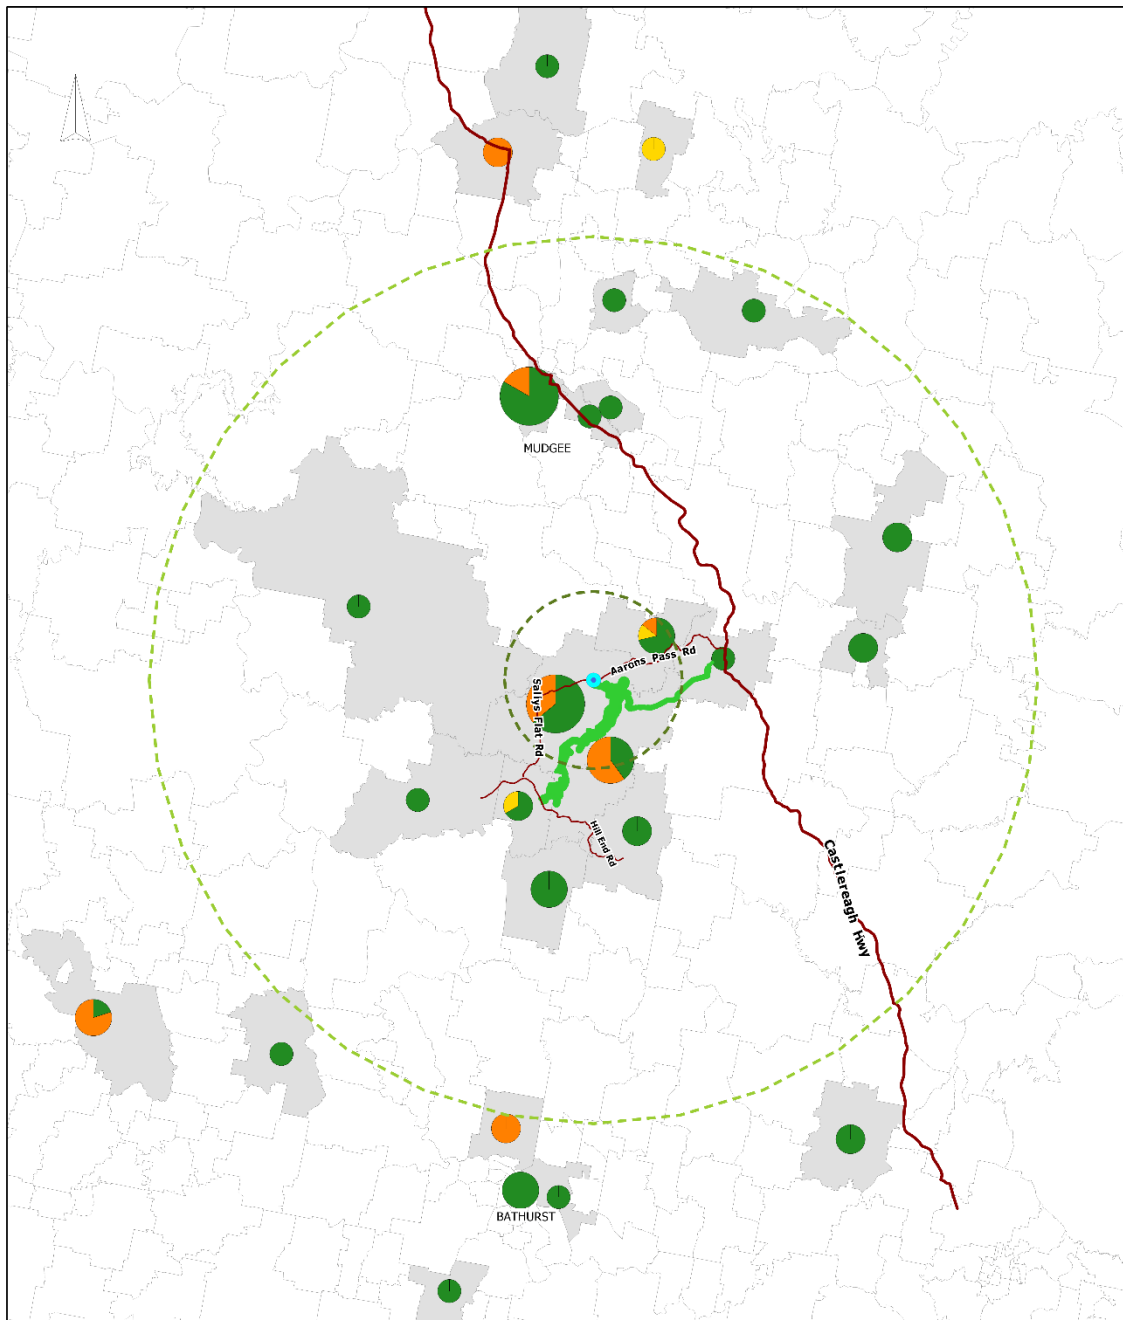 MUDGEE
Aarons Pass Rd
Sallys Flat Rd
Hill End Rd
Castlereagh Hwy
BATHURST